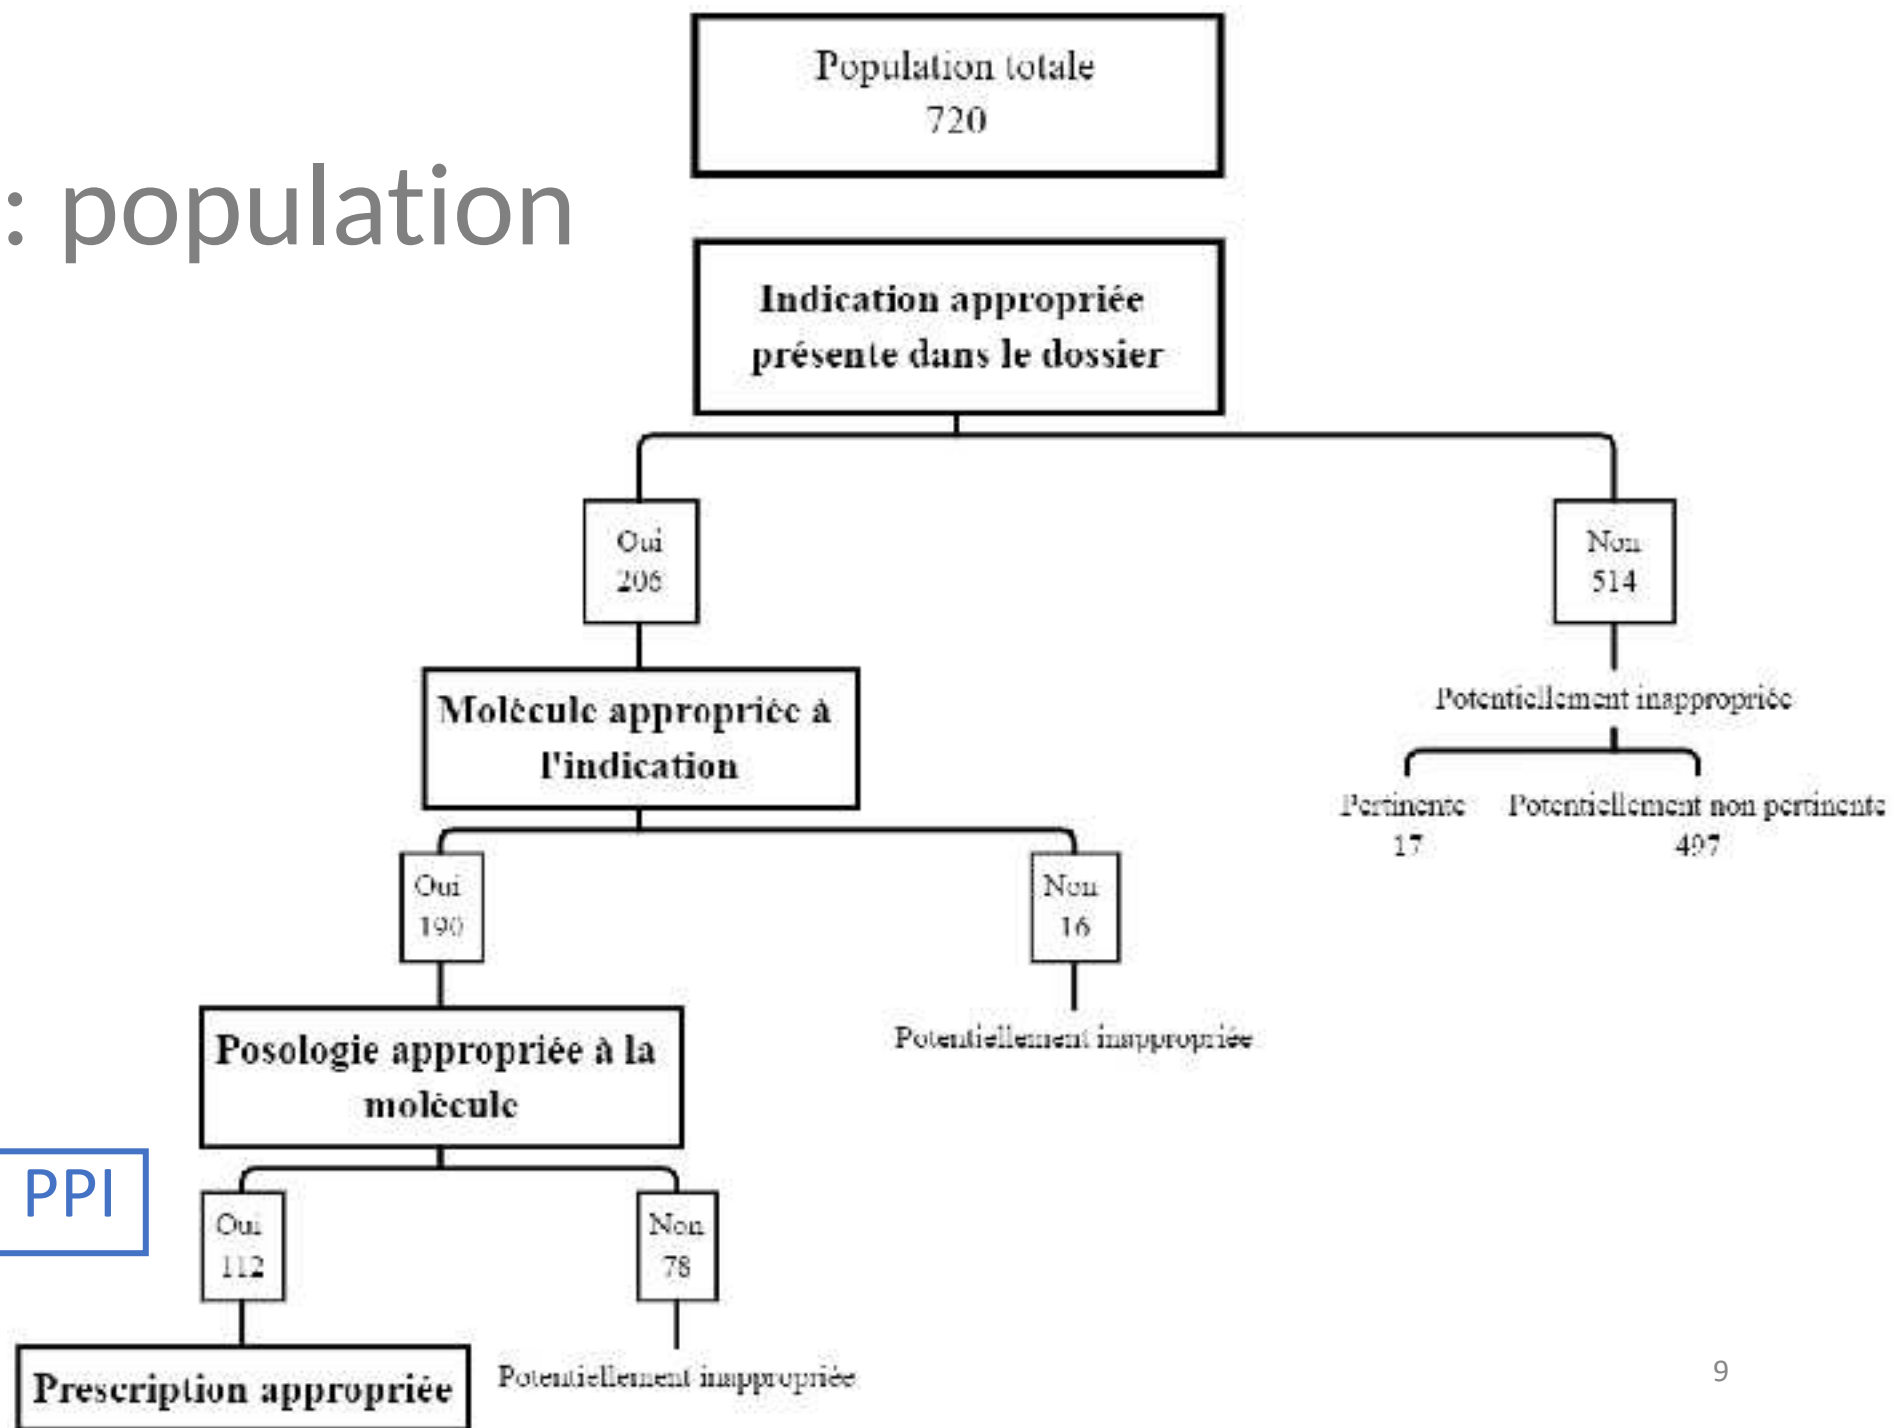 Population totale
720
: population
Indication appropriée
présente dans le dossier
Oui
206
Non
514
Molécule appropriée à
l'indication
Potentiellement inappropriée
Pertinente
17
Potentiellement non pertinente
497
Oui
190
Non
16
Posologie appropriée à la
molécule
Potentiellement inappropriée
PPI
Oui
112
Non
78
Prescription appropriée
Potentiellement inappropriée
9